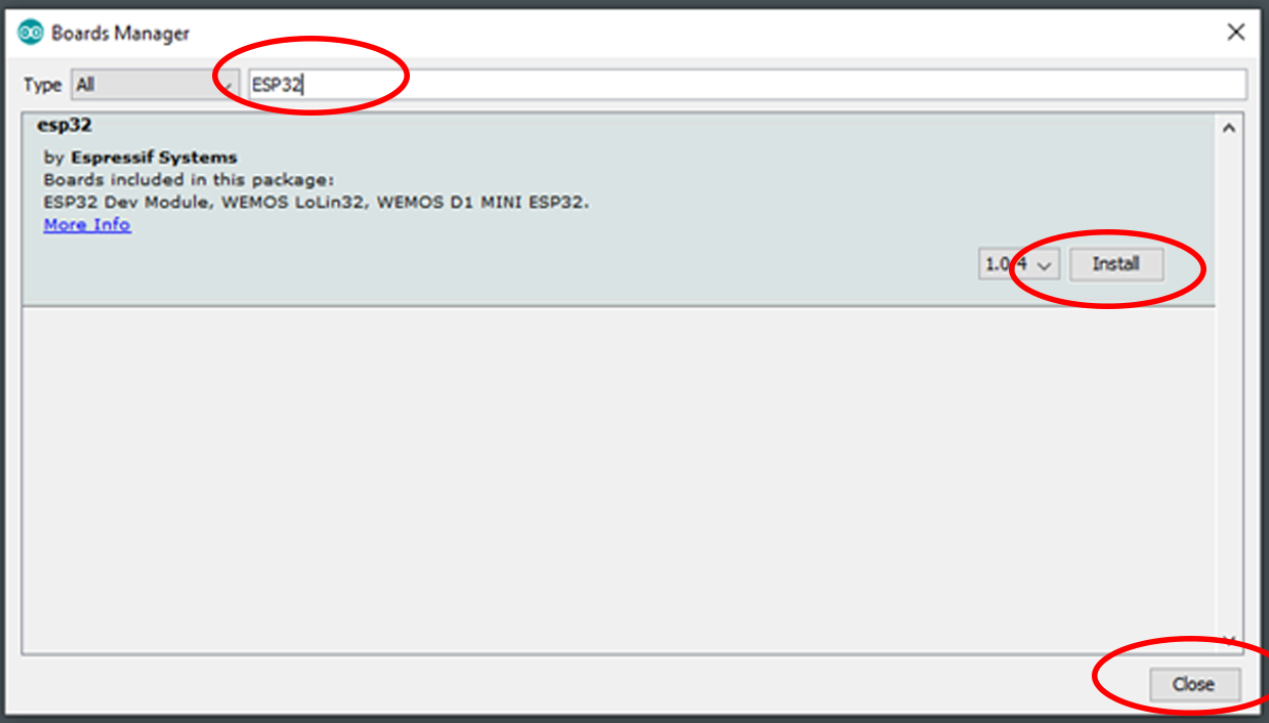 Boards Manager
Type All ESP32
esp32
by Espressif Systems
Boards included in this package:
ESP32 Dev Module, WEMOS LoLin32, WEMOS D1 MINI ESP32.
More Info
1.0.4 Install
Close